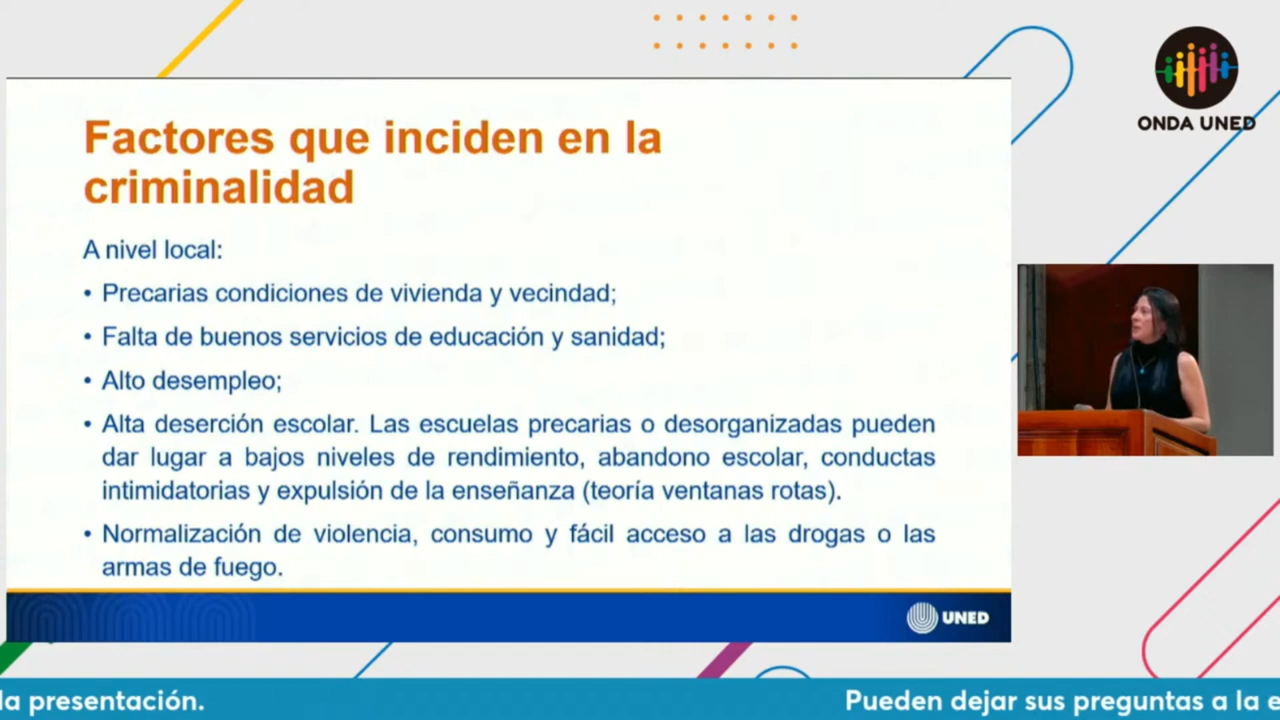 ONDA UNED
Factores que inciden en la
criminalidad
A nivel local:
• Precarias condiciones de vivienda y vecindad;
• Falta de buenos servicios de educación y sanidad;
• Alto desempleo;
• Alta deserción escolar. Las escuelas precarias o desorganizadas pueden
dar lugar a bajos niveles de rendimiento, abandono escolar, conductas
intimidatorias y expulsión de la enseñanza (teoría ventanas rotas).
• Normalización de violencia, consumo y fácil acceso a las drogas o las
armas de fuego.
UNED
la presentación. Pueden dejar sus preguntas a la e